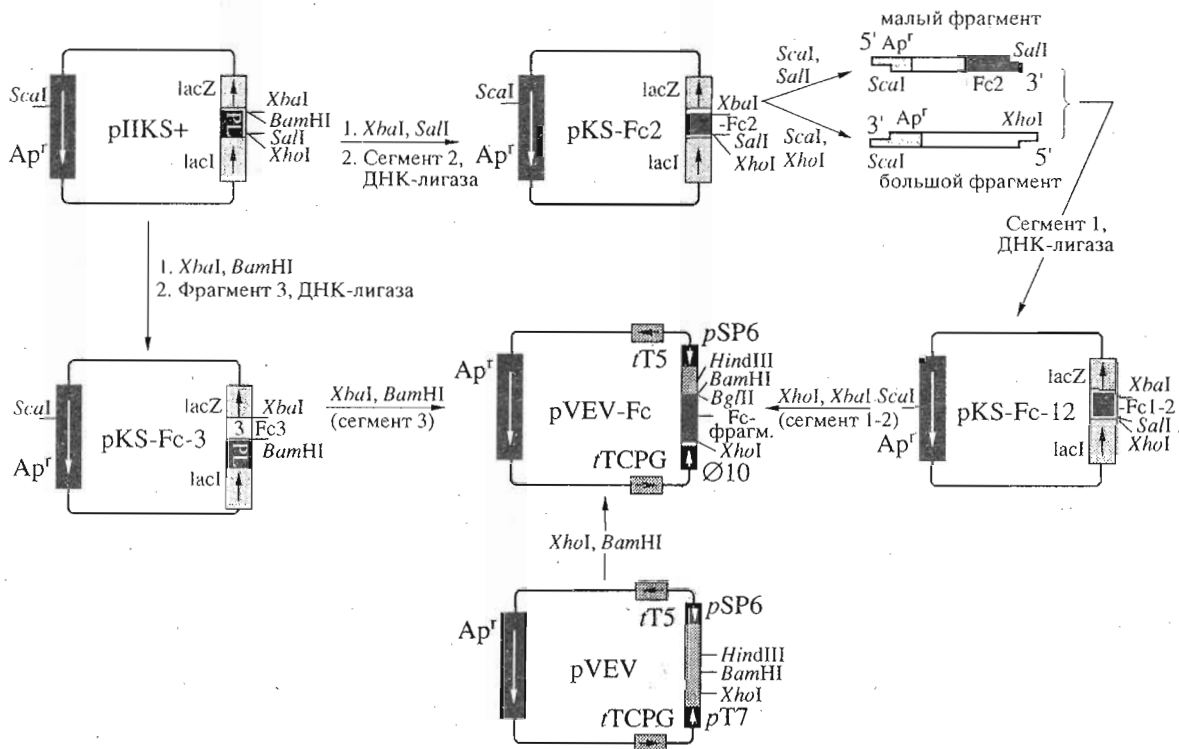 ScaI
Apʳ
pIIKS+
lacZ
PL
lacI
XbaI
BamHI
SalI
XhoI
1. XbaI, SalI
2. Сегмент 2,
ДНК-лигаза
ScaI
Apʳ
pKS-Fc2
lacZ
lacI
XbaI
-Fc2
SalI
XhoI
ScaI,
SalI
ScaI,
XhoI
малый фрагмент
5' Apʳ SalI
ScaI Fc2 3'
3' Apʳ XhoI
ScaI 5'
большой фрагмент
Сегмент 1,
ДНК-лигаза
1. XbaI, BamHI
2. Фрагмент 3, ДНК-лигаза
ScaI
Apʳ
pKS-Fc-3
lacZ
3
PL
lacI
XbaI
Fc3
BamHI
XbaI, BamHI
(сегмент 3)
Apʳ
pVEV-Fc
tT5
pSP6
HindIII
BamHI
BglII
Fc-
фрагм.
XhoI
Ø10
tTCPG
XhoI, XbaI
(сегмент 1-2)
ScaI
Apʳ
pKS-Fc-12
lacZ
lacI
XbaI
-Fc1-2
SalI
XhoI
XhoI, BamHI
Apʳ
pVEV
tT5
pSP6
HindIII
BamHI
XhoI
tTCPG
pT7